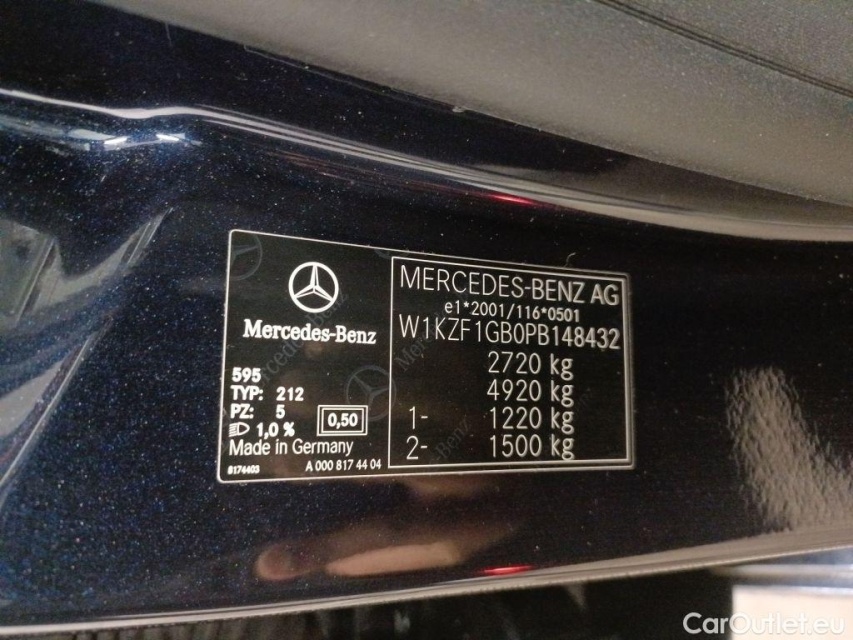 Mercedes-Benz
595
TYP: 212
PZ: 5
1,0 %
0,50
Made in Germany
8174403
A 000 817 44 04
MERCEDES-BENZ AG
e1*2001/116*0501
W1KZF1GB0PB148432
2720 kg
4920 kg
1- 1220 kg
2- 1500 kg
CarOutlet.eu